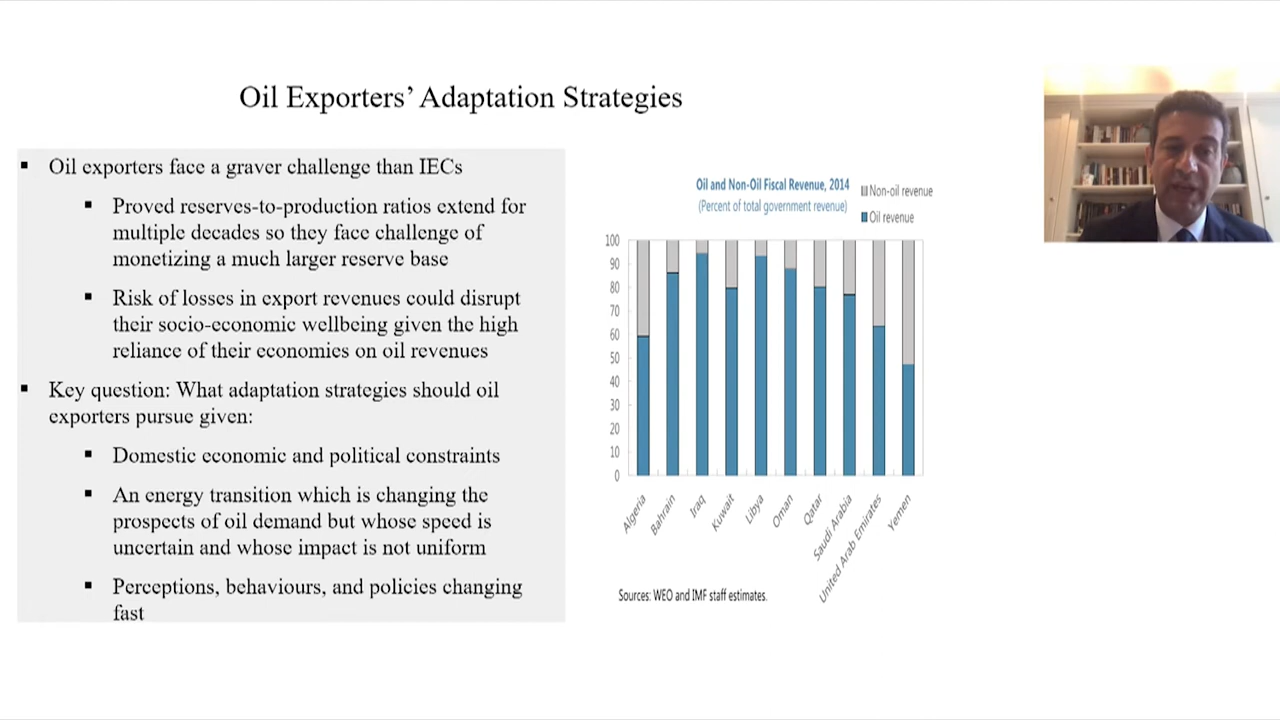 Oil Exporters' Adaptation Strategies
▪ Oil exporters face a graver challenge than IECs
▪ Proved reserves-to-production ratios extend for
multiple decades so they face challenge of
monetizing a much larger reserve base
▪ Risk of losses in export revenues could disrupt
their socio-economic wellbeing given the high
reliance of their economies on oil revenues
▪ Key question: What adaptation strategies should oil
exporters pursue given:
▪ Domestic economic and political constraints
▪ An energy transition which is changing the
prospects of oil demand but whose speed is
uncertain and whose impact is not uniform
▪ Perceptions, behaviours, and policies changing
fast
Oil and Non-Oil Fiscal Revenue, 2014
(Percent of total government revenue)
Non-oil revenue
Oil revenue
100
90
80
70
60
50
40
30
20
10
0
Algeria
Bahrain
Iraq
Kuwait
Libya
Oman
Qatar
Saudi Arabia
United Arab Emirates
Yemen
Sources: WEO and IMF staff estimates.